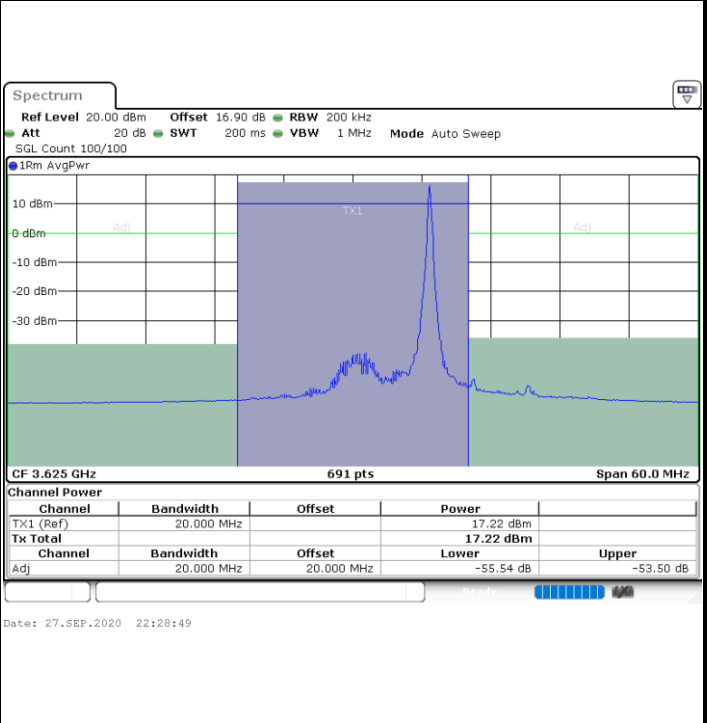 Spectrum
Ref Level 20.00 dBm Offset 16.90 dB RBW 200 kHz
Att 20 dB SWT 200 ms VBW 1 MHz Mode Auto Sweep
SGL Count 100/100
1Rm AvgPwr
10 dBm
TX1
Adj Adj
0 dBm
-10 dBm
-20 dBm
-30 dBm
CF 3.625 GHz 691 pts Span 60.0 MHz
Channel Power
Channel Bandwidth Offset Power
TX1 (Ref) 20.000 MHz 17.22 dBm
Tx Total 17.22 dBm
Channel Bandwidth Offset Lower Upper
Adj 20.000 MHz 20.000 MHz -55.54 dB -53.50 dB
Ready
Date: 27.SEP.2020 22:28:49